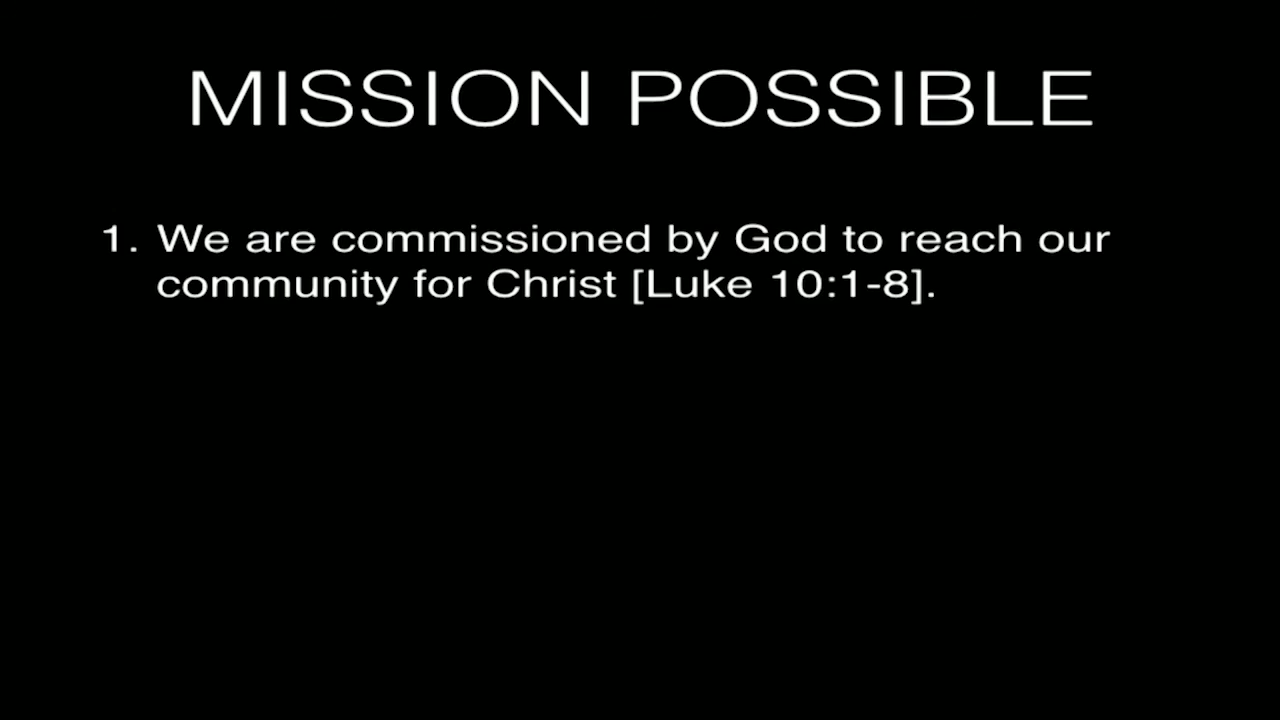 MISSION POSSIBLE
1. We are commissioned by God to reach our
community for Christ [Luke 10:1-8].